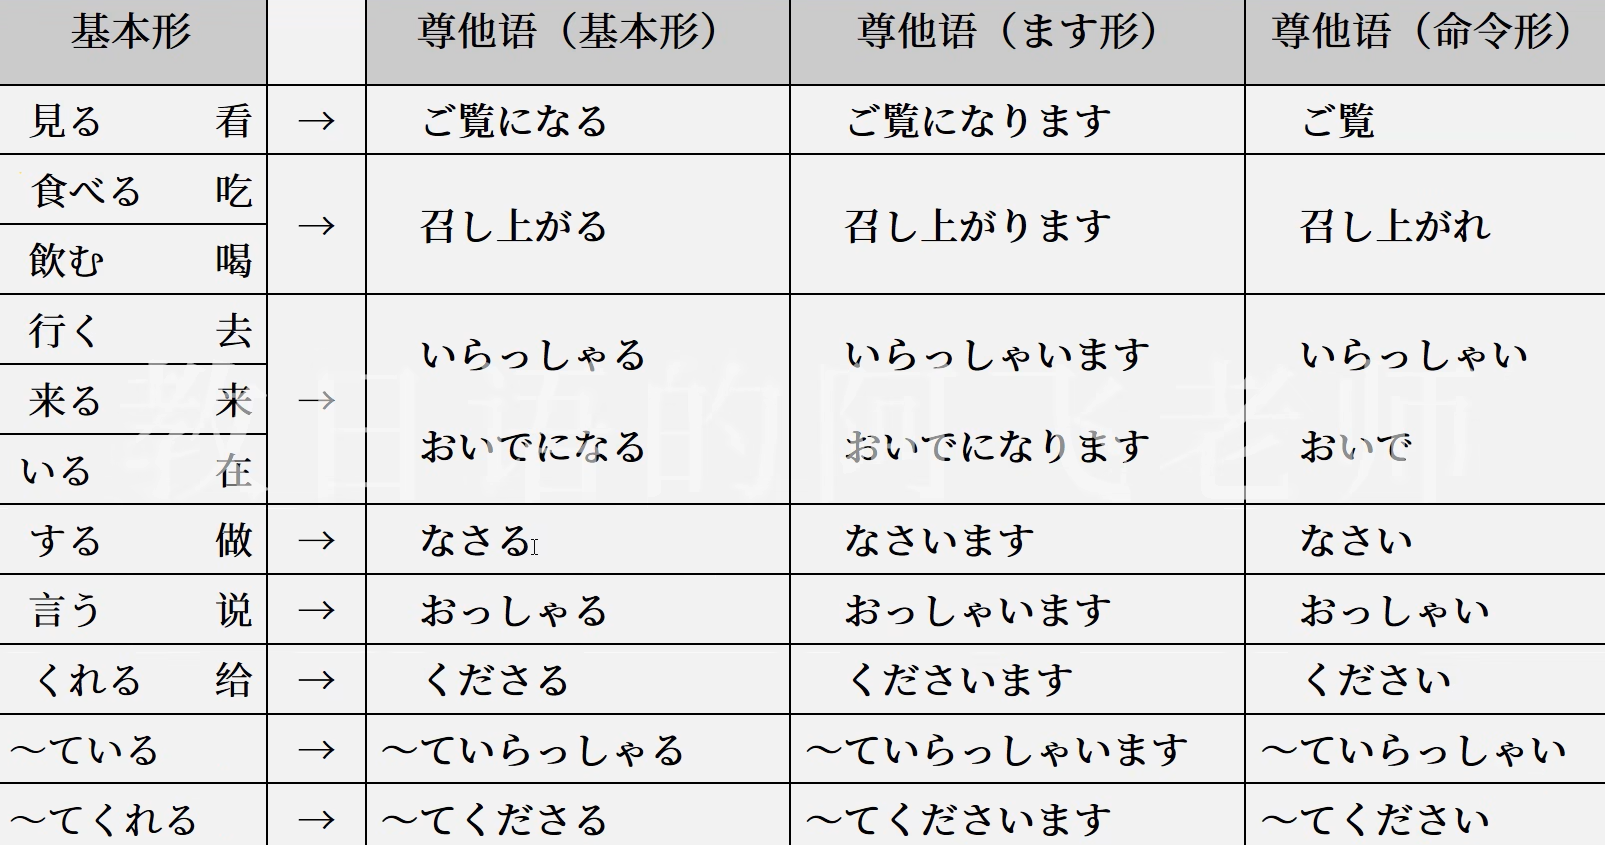 基本形 尊他语（基本形） 尊他语（ます形） 尊他语（命令形）
見る 看 → ご覧になる ご覧になります ご覧
食べる 吃
飲む 喝
→ 召し上がる 召し上がります 召し上がれ
行く 去
来る 来
いる 在
→
いらっしゃる いらっしゃいます いらっしゃい
おいでになる おいでになります おいで
する 做 → なさる なさいます なさい
言う 说 → おっしゃる おっしゃいます おっしゃい
くれる 给 → くださる くださいます ください
～ている → ～ていらっしゃる ～ていらっしゃいます ～ていらっしゃい
～てくれる → ～てくださる ～てくださいます ～てください
教日语的阿飞老师